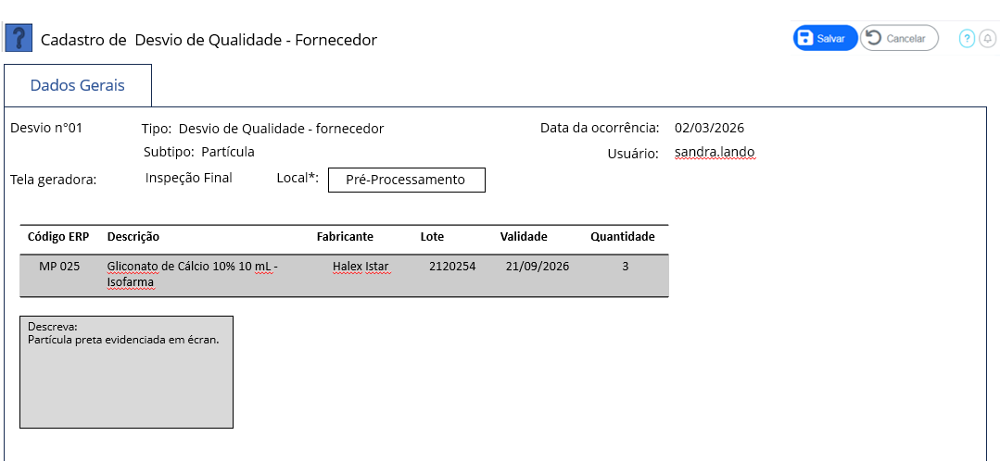 Cadastro de Desvio de Qualidade - Fornecedor
Salvar
Cancelar
Dados Gerais
Desvio n°01 Tipo: Desvio de Qualidade - fornecedor Data da ocorrência: 02/03/2026
Subtipo: Partícula Usuário: sandra.lando
Tela geradora: Inspeção Final Local*: Pré-Processamento
Código ERP Descrição Fabricante Lote Validade Quantidade
MP 025 Gliconato de Cálcio 10% 10 mL - Halex Istar 2120254 21/09/2026 3
Isofarma
Descreva:
Partícula preta evidenciada em écran.